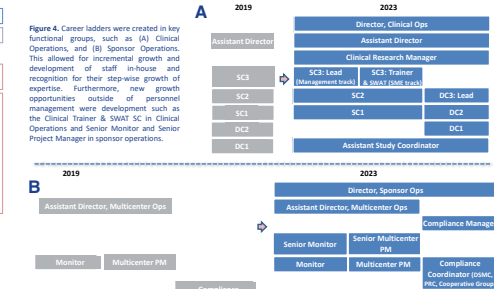 A
2019
2023
Figure 4. Career ladders were created in key
functional groups, such as (A) Clinical
Operations, and (B) Sponsor Operations.
This allowed for incremental growth and
development of staff in-house and
recognition for their step-wise growth of
expertise. Furthermore, new growth
opportunities outside of personnel
management were development such as
the Clinical Trainer & SWAT SC in Clinical
Operations and Senior Monitor and Senior
Project Manager in sponsor operations.
Director, Clinical Ops
Assistant Director
Assistant Director
Clinical Research Manager
SC3
SC3: Lead
(Management track)
SC3: Trainer
& SWAT (SME track)
SC2
SC2
DC3: Lead
SC1
SC1
DC2
DC2
DC1
DC1
Assistant Study Coordinator
B
2019
2023
Director, Sponsor Ops
Assistant Director, Multicenter Ops
Assistant Director, Multicenter Ops
Compliance Manage
Senior Monitor
Senior Multicenter
PM
Monitor
Multicenter PM
Monitor
Multicenter PM
Compliance
Coordinator (DSMC,
PRC, Cooperative Group